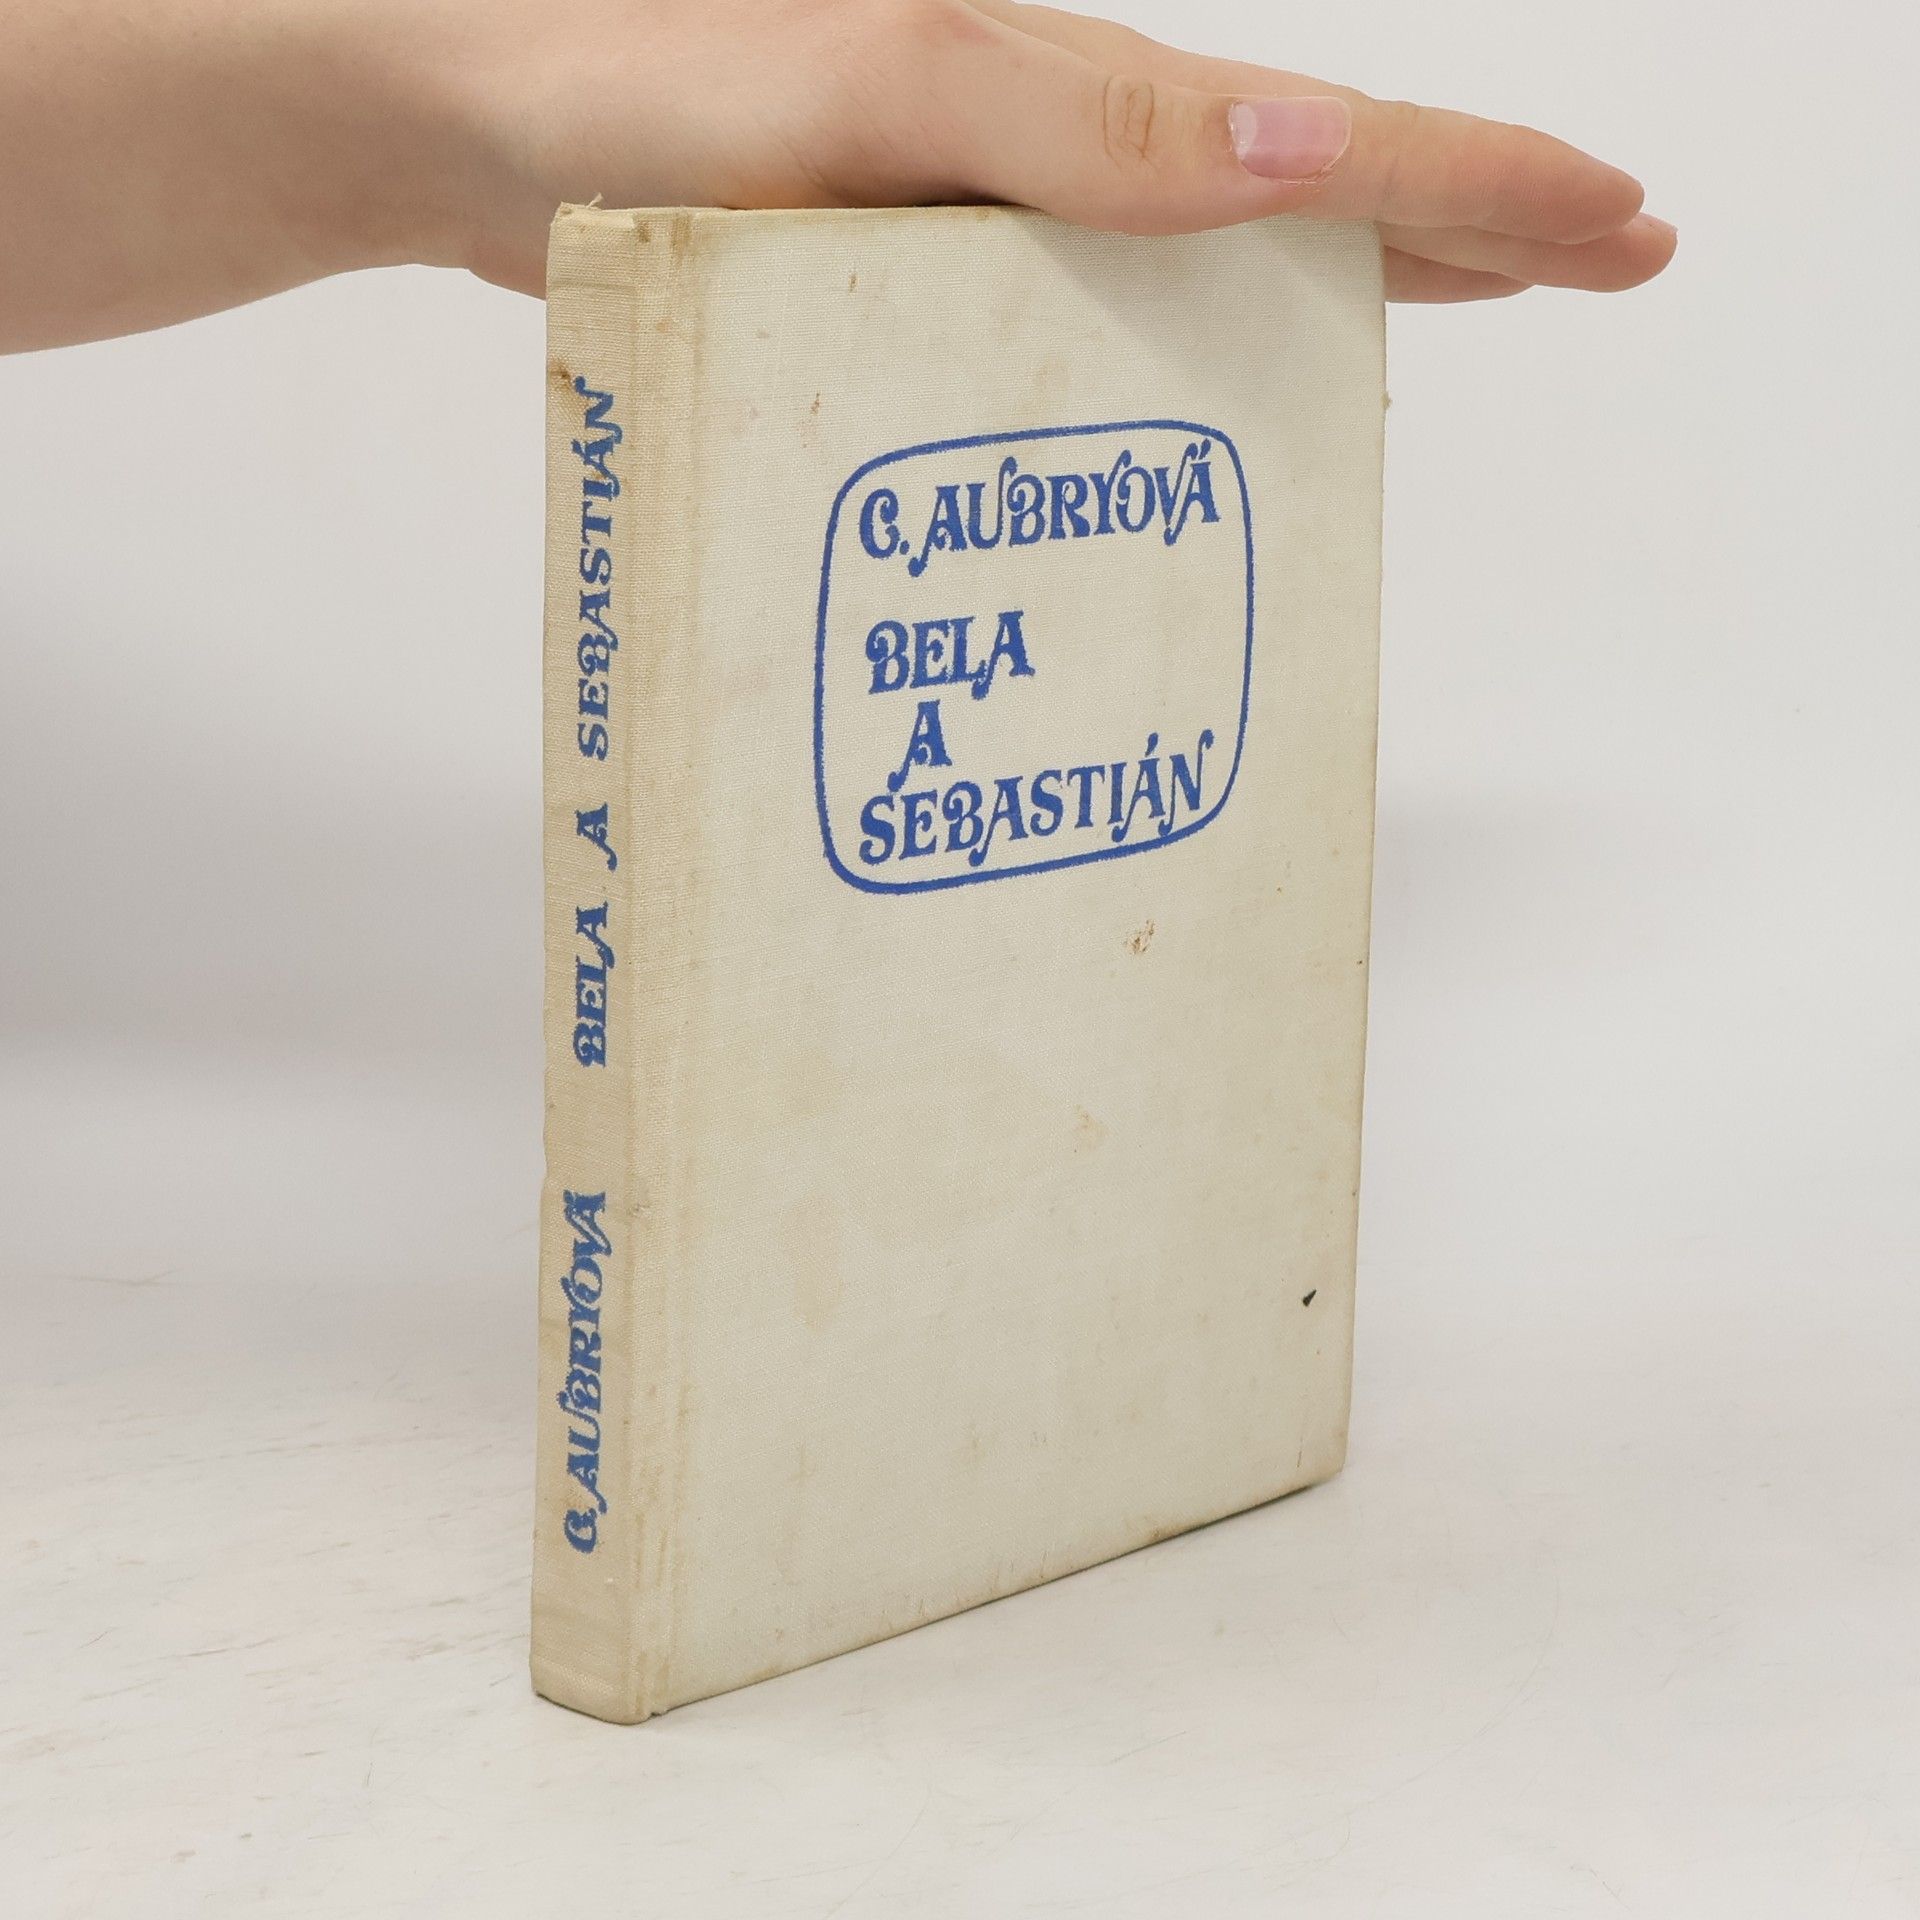 C. AUBRYOVÁ
BELA
A
SEBASTIÁN
C. AUBRYOVÁ BELA A SEBASTIÁN